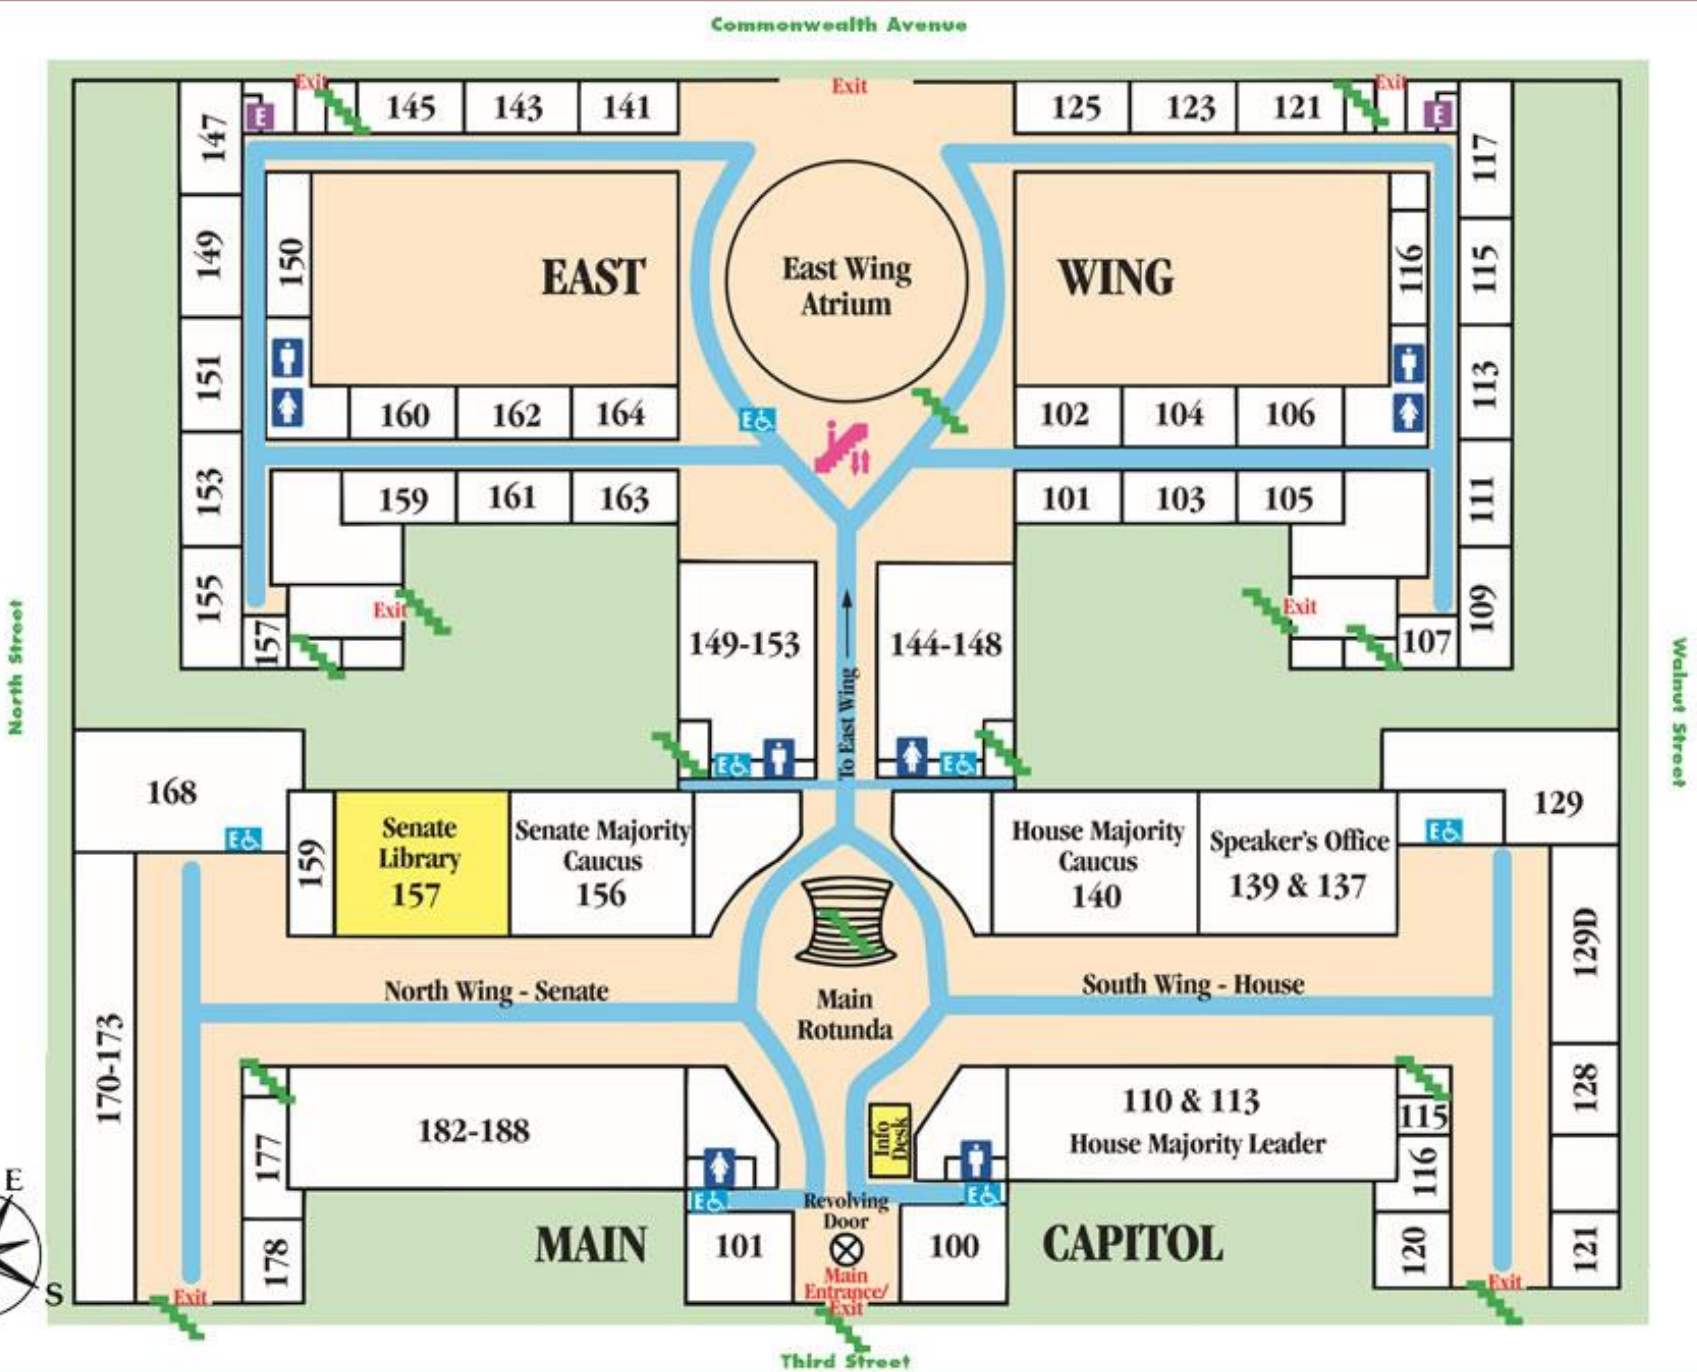 Commonwealth Avenue
Exit
Exit
Exit
147
E
145
143
141
125
123
121
E
117
149
150
EAST
East Wing
Atrium
WING
116
115
151
160
162
164
E
102
104
106
113
153
159
161
163
101
103
105
111
155
157
Exit
149-153
To East Wing
144-148
Exit
107
109
North Street
Walnut Street
E
E
168
E
159
Senate
Library
157
Senate Majority
Caucus
156
House Majority
Caucus
140
Speaker's Office
139 & 137
E
129
129D
North Wing - Senate
Main
Rotunda
South Wing - House
170-173
177
182-188
Info
Desk
110 & 113
House Majority Leader
115
128
116
E
S
E
E
Revolving
Door
178
MAIN
101
100
CAPITOL
120
121
Main
Entrance/
Exit
Exit
Exit
Third Street